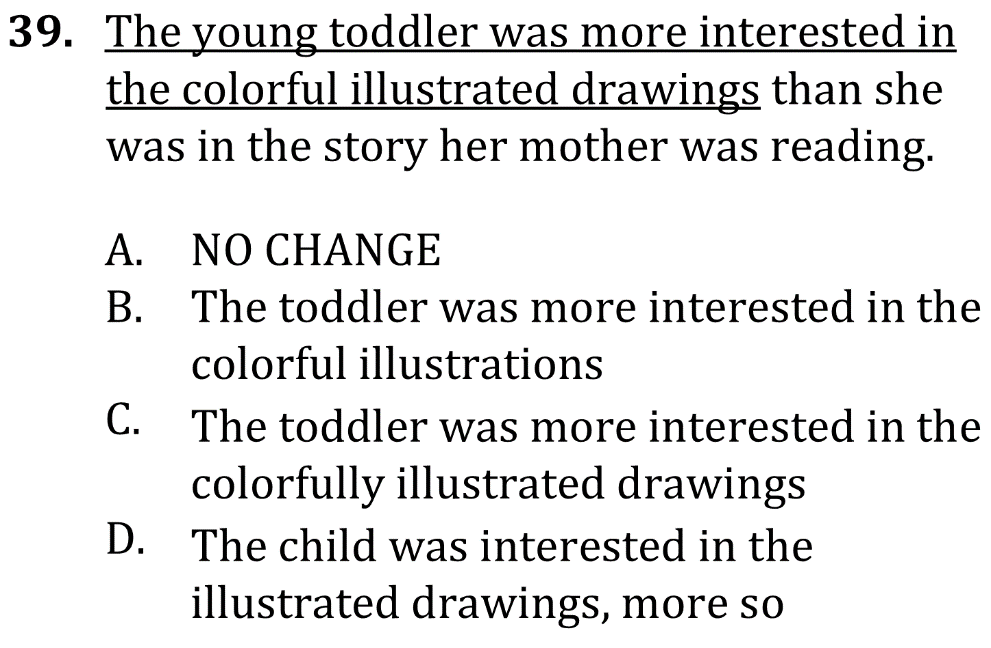 39. The young toddler was more interested in
the colorful illustrated drawings than she
was in the story her mother was reading.
A. NO CHANGE
B. The toddler was more interested in the
colorful illustrations
C. The toddler was more interested in the
colorfully illustrated drawings
D. The child was interested in the
illustrated drawings, more so